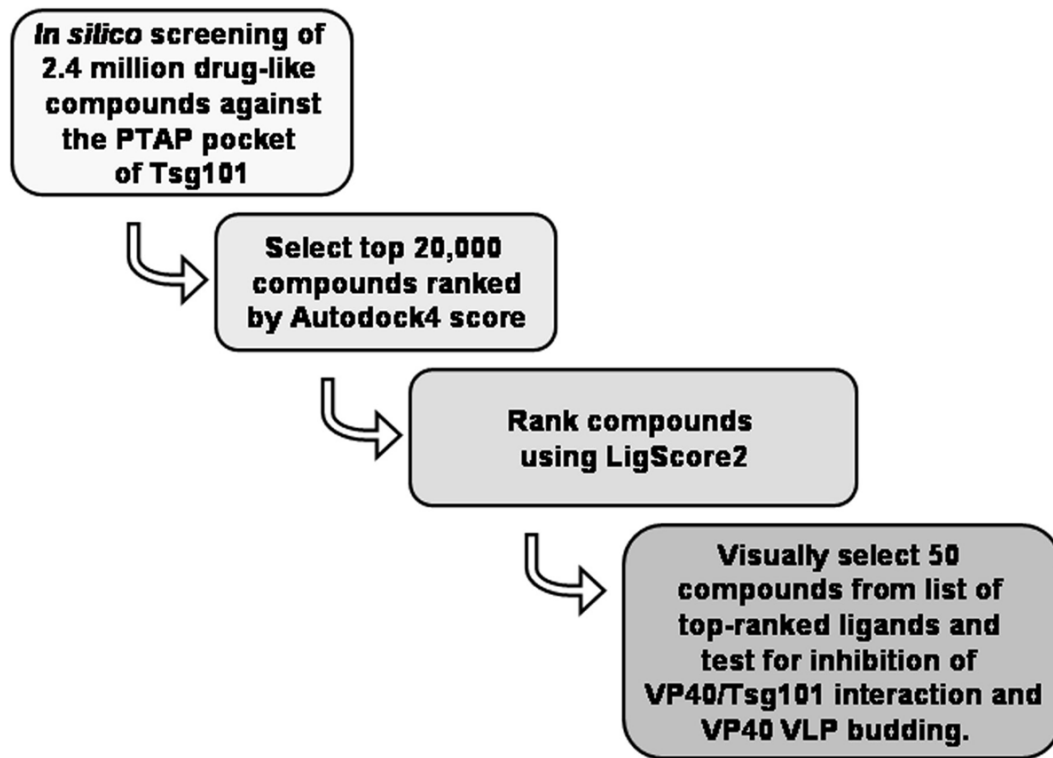 In silico screening of
2.4 million drug-like
compounds against
the PTAP pocket
of Tsg101
Select top 20,000
compounds ranked
by Autodock4 score
Rank compounds
using LigScore2
Visually select 50
compounds from list of
top-ranked ligands and
test for inhibition of
VP40/Tsg101 interaction and
VP40 VLP budding.